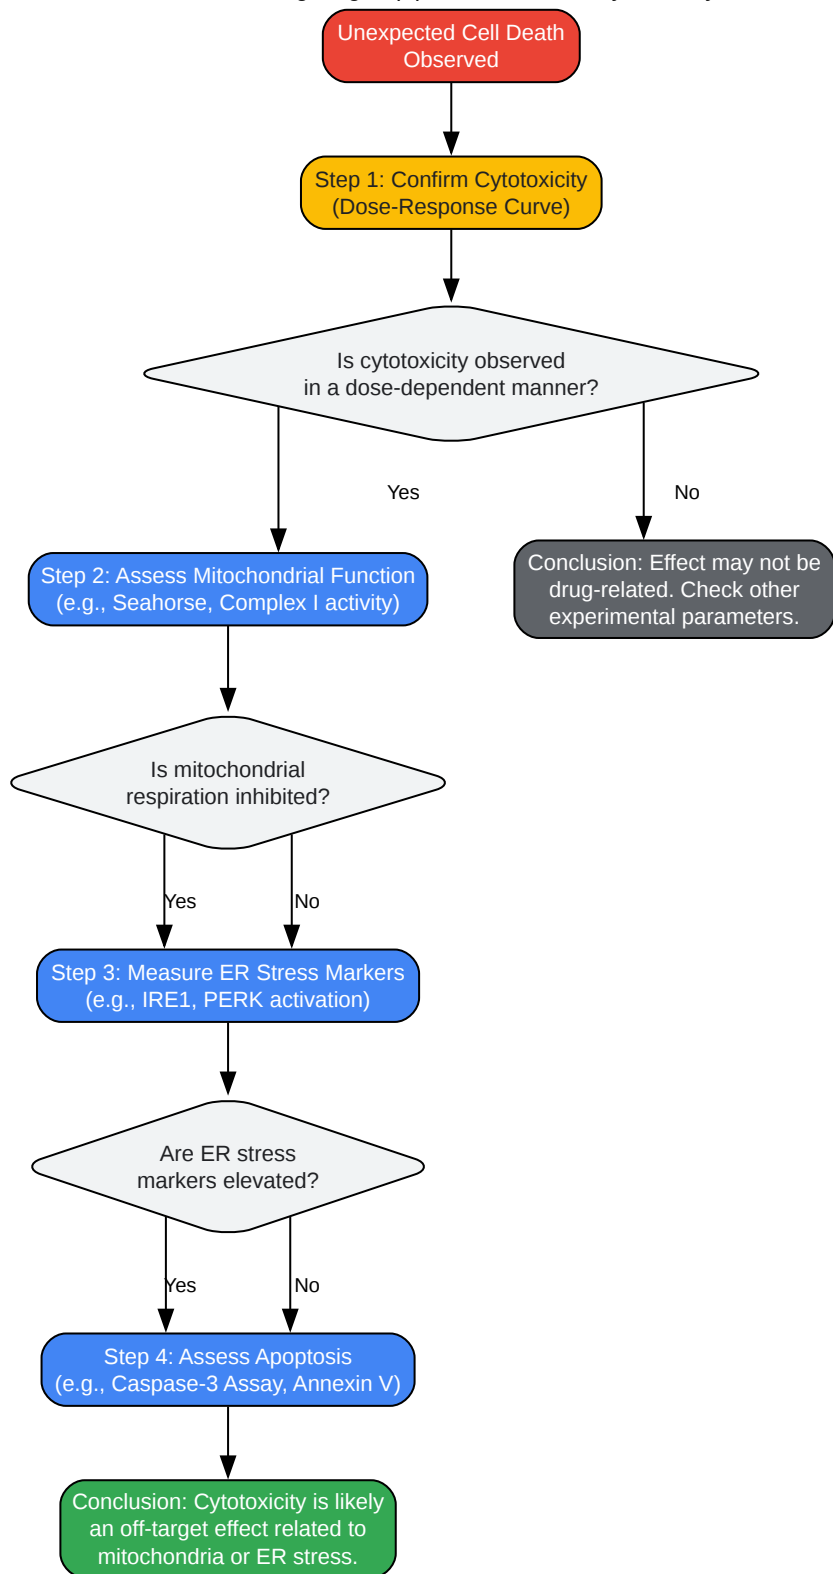 Unexpected Cell Death
Observed
Step 1: Confirm Cytotoxicity
(Dose-Response Curve)
Is cytotoxicity observed
in a dose-dependent manner?
Yes
No
Step 2: Assess Mitochondrial Function
(e.g., Seahorse, Complex I activity)
Conclusion: Effect may not be
drug-related. Check other
experimental parameters.
Is mitochondrial
respiration inhibited?
Yes
No
Step 3: Measure ER Stress Markers
(e.g., IRE1, PERK activation)
Are ER stress
markers elevated?
Yes
No
Step 4: Assess Apoptosis
(e.g., Caspase-3 Assay, Annexin V)
Conclusion: Cytotoxicity is likely
an off-target effect related to
mitochondria or ER stress.